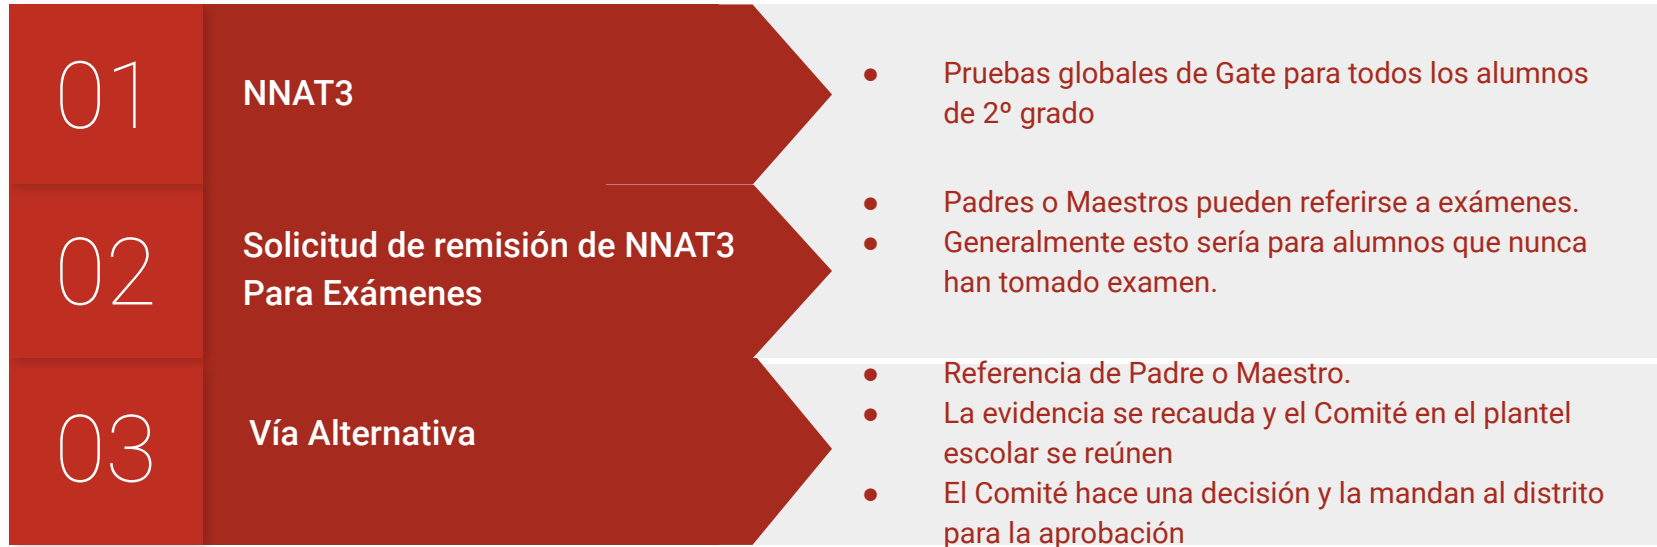 01
NNAT3
● Pruebas globales de Gate para todos los alumnos
de 2º grado
02
Solicitud de remisión de NNAT3
Para Exámenes
● Padres o Maestros pueden referirse a exámenes.
● Generalmente esto sería para alumnos que nunca
han tomado examen.
03
Vía Alternativa
● Referencia de Padre o Maestro.
● La evidencia se recauda y el Comité en el plantel
escolar se reúnen
● El Comité hace una decisión y la mandan al distrito
para la aprobación